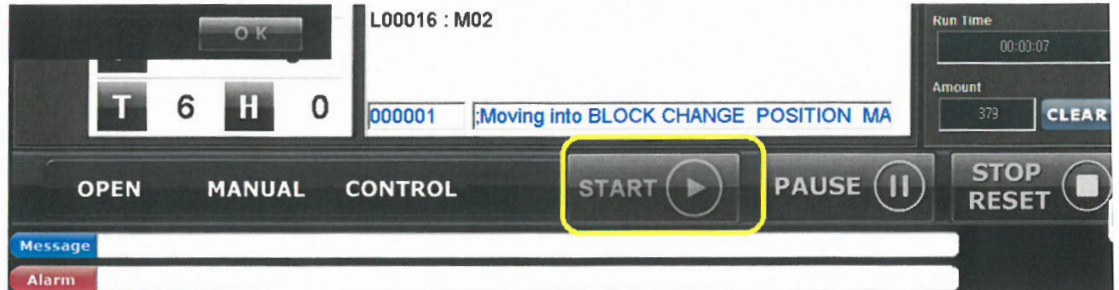 OK
L00016 : M02
Run Time
00:00:07
T 6 H 0
Amount
379
CLEAR
000001 ;Moving into BLOCK CHANGE POSITION MA
OPEN MANUAL CONTROL START PAUSE STOP RESET
Message
Alarm